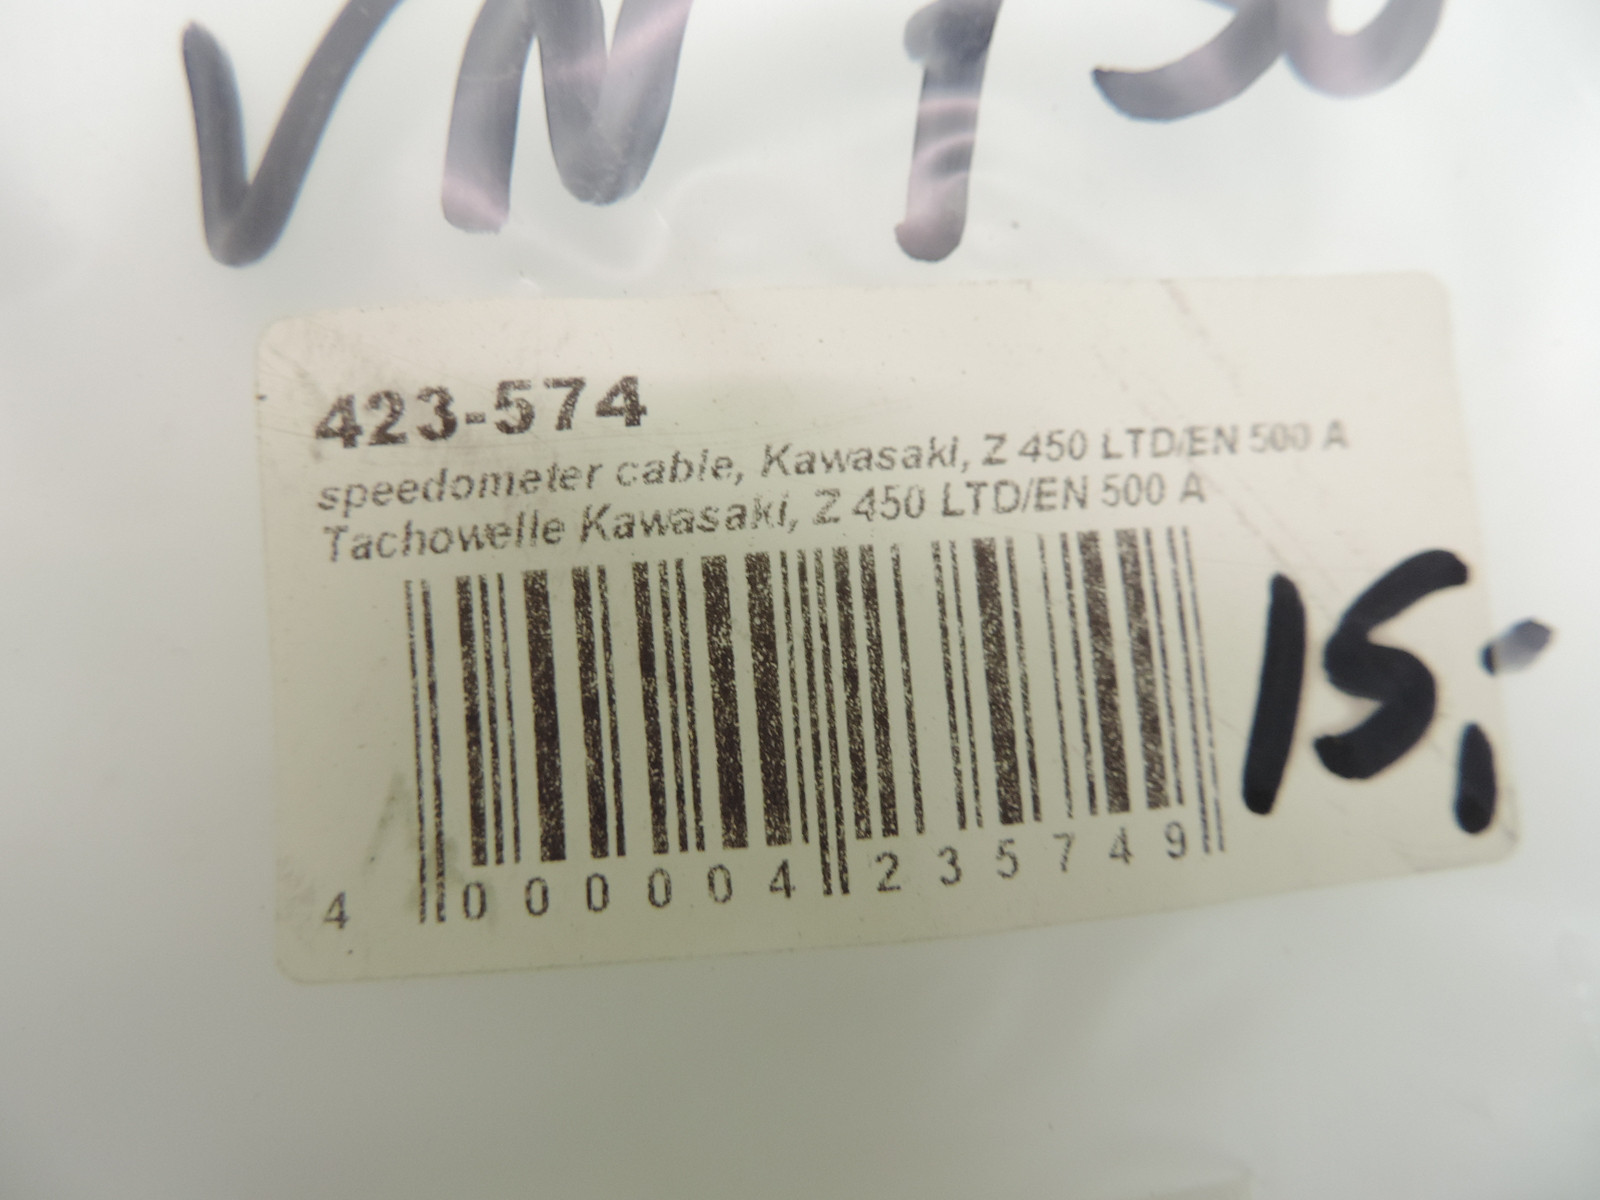 VN 750
423-574
speedometer cable, Kawasaki, Z 450 LTD/EN 500 A
Tachowelle Kawasaki, Z 450 LTD/EN 500 A
15,-
4 000004 235749